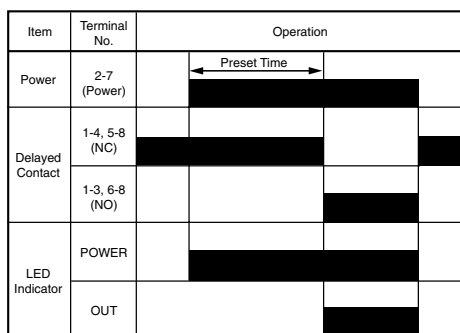 Item
Terminal
No.
Operation
Power
2-7
(Power)
Preset Time
Delayed
Contact
1-4, 5-8
(NC)
1-3, 6-8
(NO)
LED
Indicator
POWER
OUT